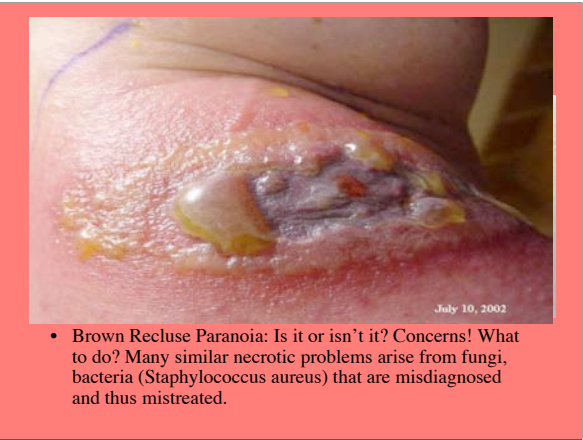 July 10, 2002
• Brown Recluse Paranoia: Is it or isn’t it? Concerns! What
to do? Many similar necrotic problems arise from fungi,
bacteria (Staphylococcus aureus) that are misdiagnosed
and thus mistreated.